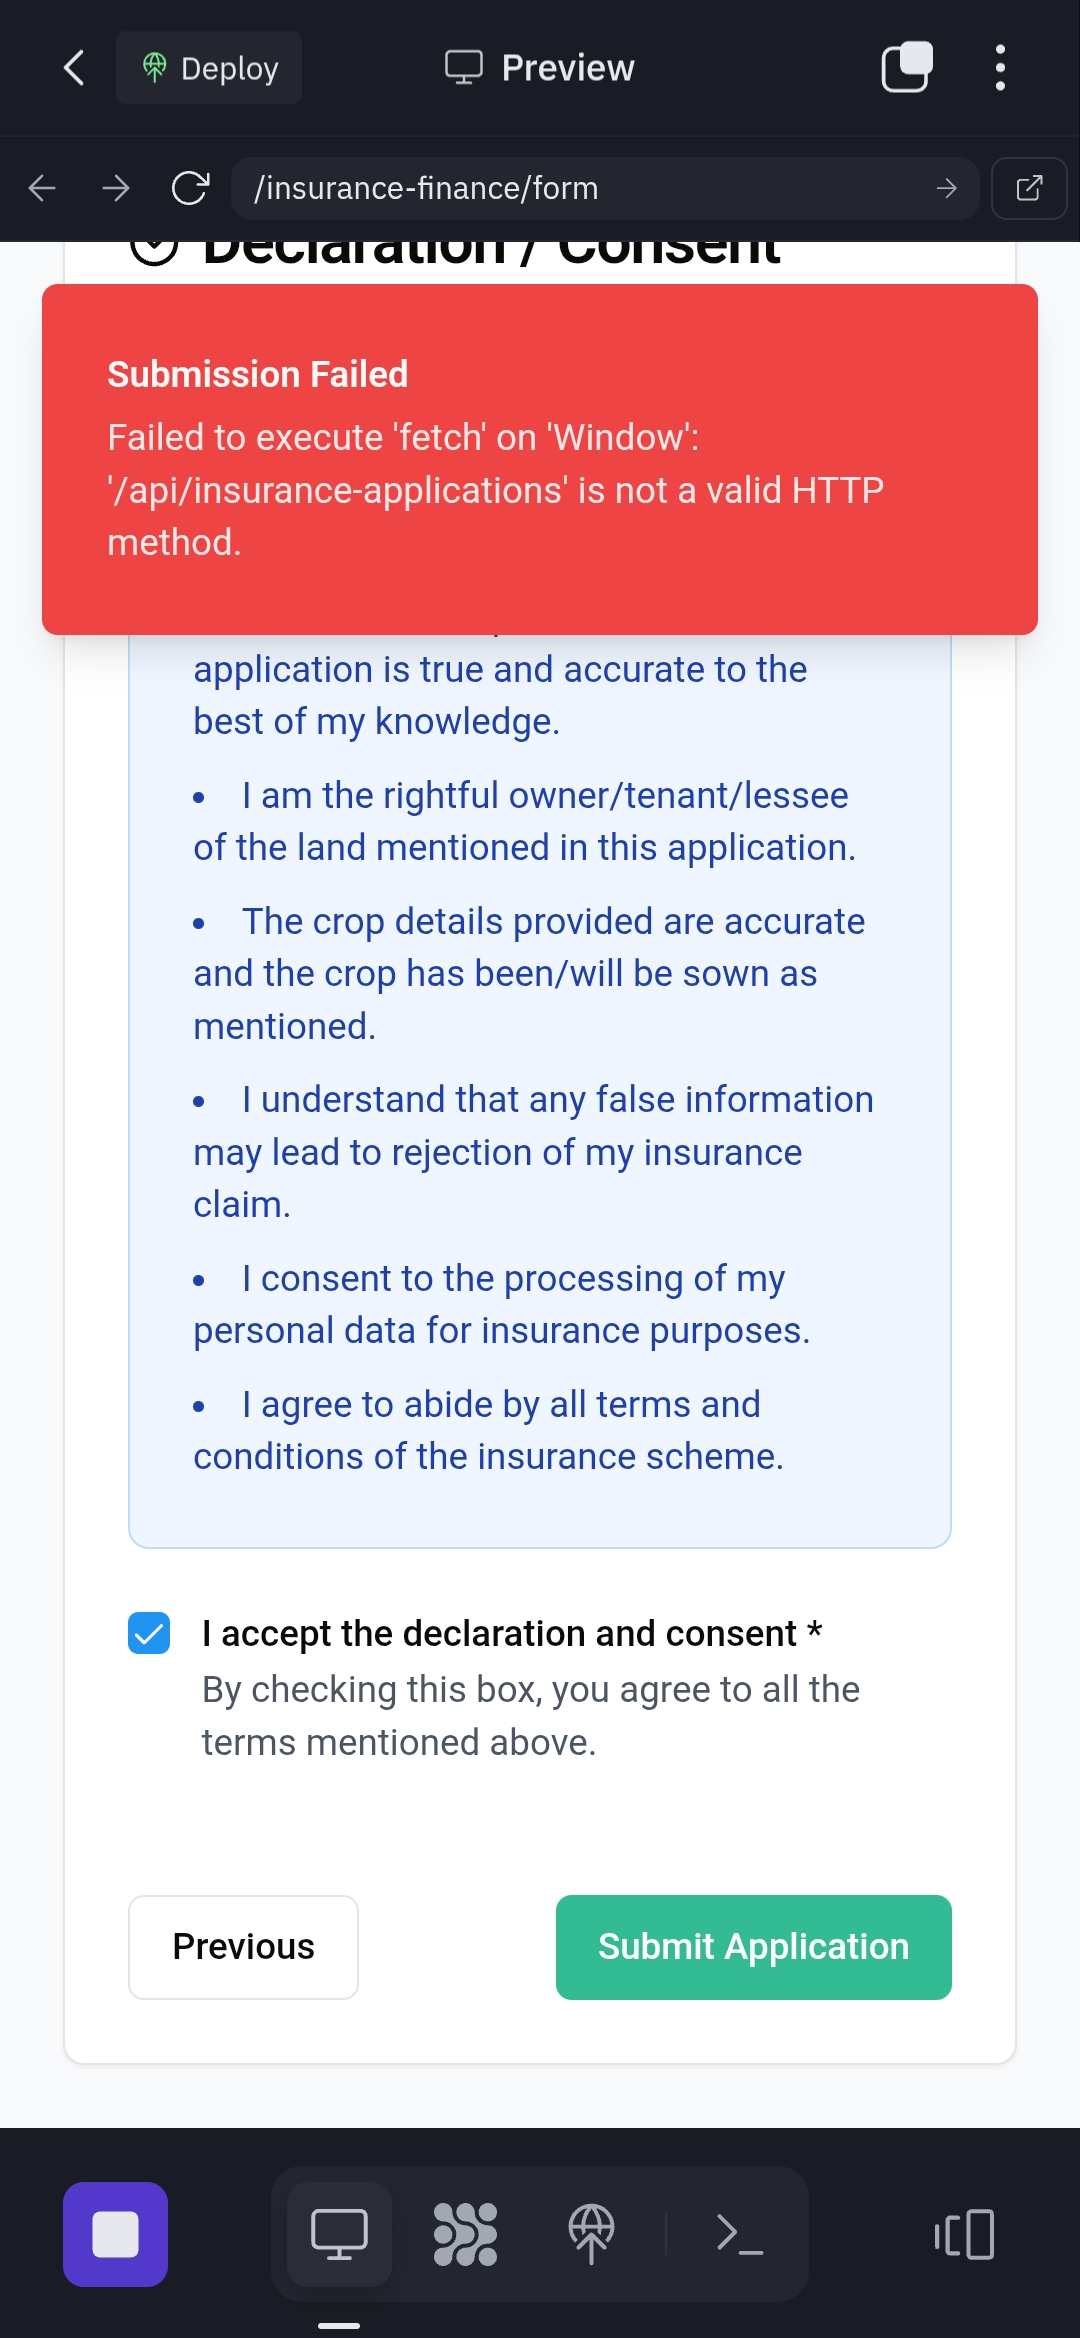 Deploy
Preview
/insurance-finance/form
Declaration / Consent
Submission Failed
Failed to execute 'fetch' on 'Window':
'/api/insurance-applications' is not a valid HTTP
method.
application is true and accurate to the
best of my knowledge.
• I am the rightful owner/tenant/lessee
of the land mentioned in this application.
• The crop details provided are accurate
and the crop has been/will be sown as
mentioned.
• I understand that any false information
may lead to rejection of my insurance
claim.
• I consent to the processing of my
personal data for insurance purposes.
• I agree to abide by all terms and
conditions of the insurance scheme.
I accept the declaration and consent *
By checking this box, you agree to all the
terms mentioned above.
Previous
Submit Application